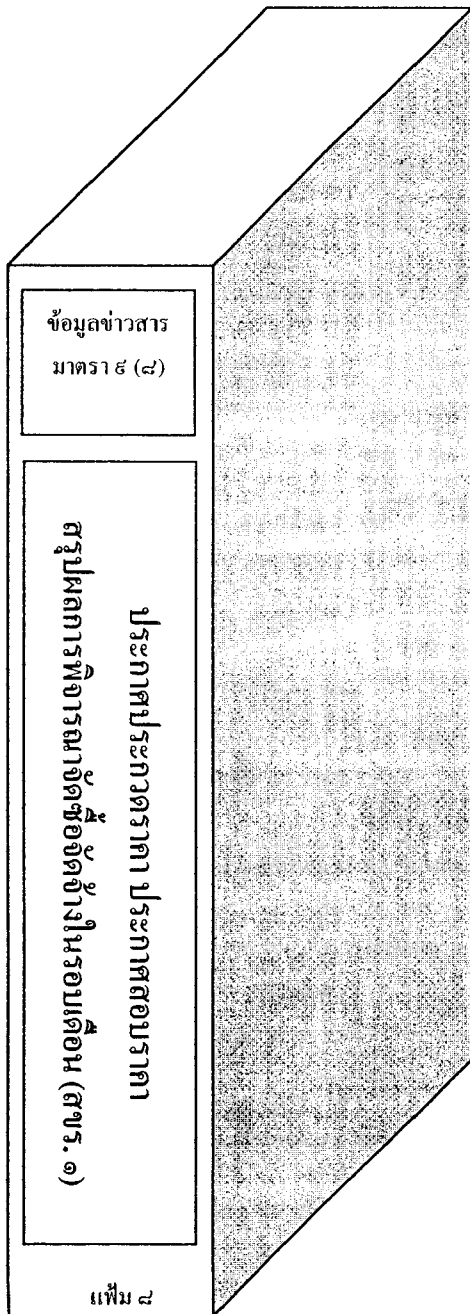 ข้อมูลข่าวสาร
มาตรา ๙ (๘)
ประกาศประกวดราคา ประกาศสอบราคา
สรุปผลการพิจารณาจัดซื้อจัดจ้างในรอบเดือน (สขร. ๑)
แฟ้ม ๘